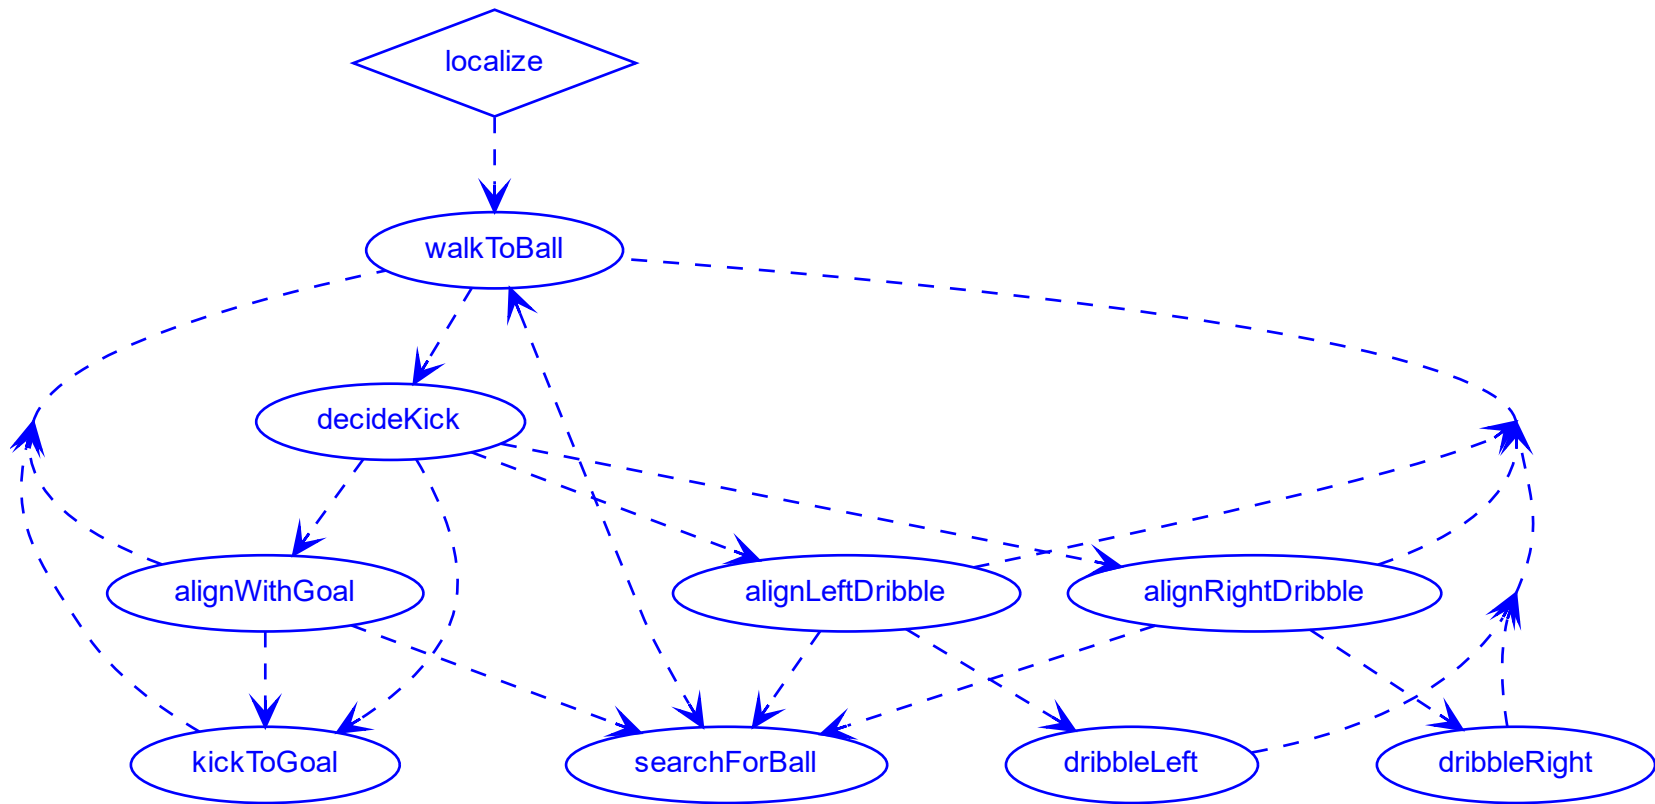 localize
walkToBall
decideKick
alignWithGoal
alignLeftDribble
alignRightDribble
kickToGoal
searchForBall
dribbleLeft
dribbleRight